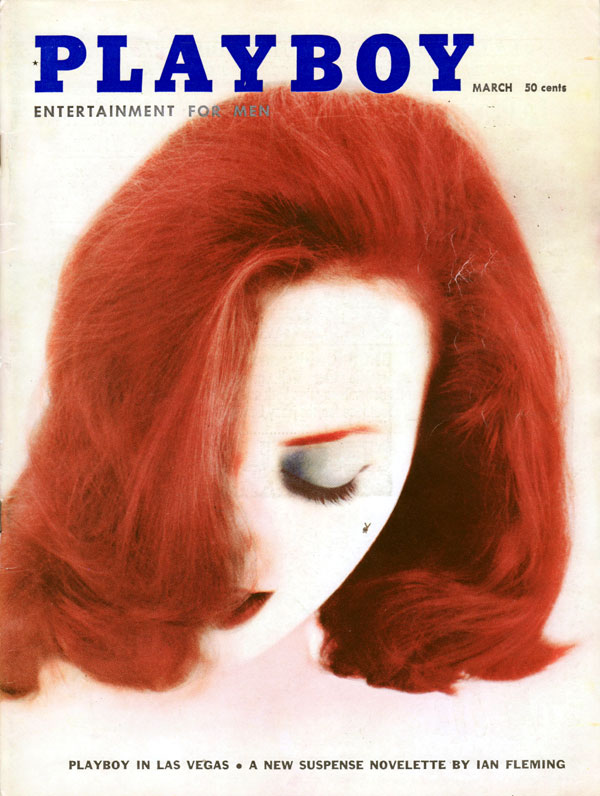 PLAYBOY
MARCH 50 cents
ENTERTAINMENT FOR MEN
PLAYBOY IN LAS VEGAS • A NEW SUSPENSE NOVELETTE BY IAN FLEMING